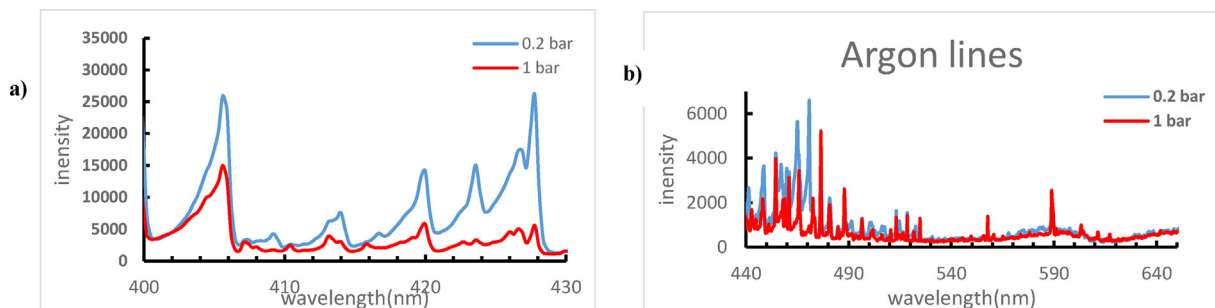 a)
35000
30000
25000
20000
15000
10000
5000
0
inensity
400
410
420
430
wavelength(nm)
0.2 bar
1 bar
b)
Argon lines
6000
4000
2000
0
inensity
440
490
540
590
640
wavelength(nm)
0.2 bar
1 bar